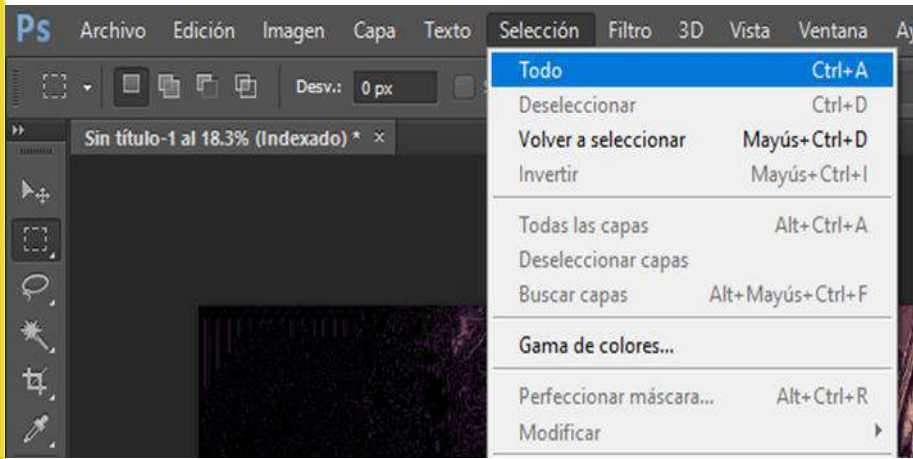 Ps Archivo Edición Imagen Capa Texto Selección Filtro 3D Vista Ventana
Desv.: 0 px
Sin título-1 al 18.3% (Indexado) * ×
Todo Ctrl+A
Deseleccionar Ctrl+D
Volver a seleccionar Mayús+Ctrl+D
Invertir Mayús+Ctrl+I
Todas las capas Alt+Ctrl+A
Deseleccionar capas
Buscar capas Alt+Mayús+Ctrl+F
Gama de colores...
Perfeccionar máscara... Alt+Ctrl+R
Modificar